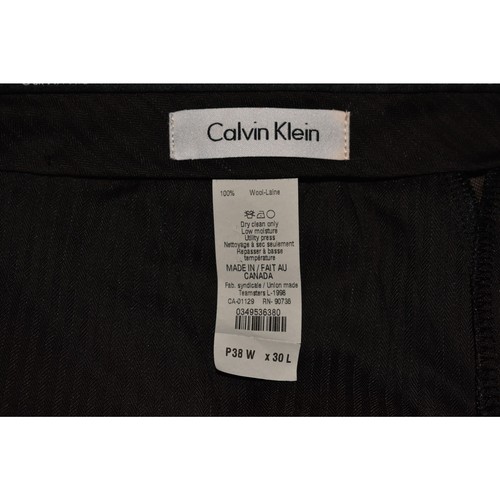 Calvin Klein
100% Wool-Laine
Dry clean only
Low moisture
Utility press
Nettoyage à sec seulement
Repasser à basse
température
MADE IN / FAIT AU
CANADA
Fab. syndicale / Union made
Teamsters L-1998
CA-01129 RN- 90738
0349536380
P38 W x 30 L